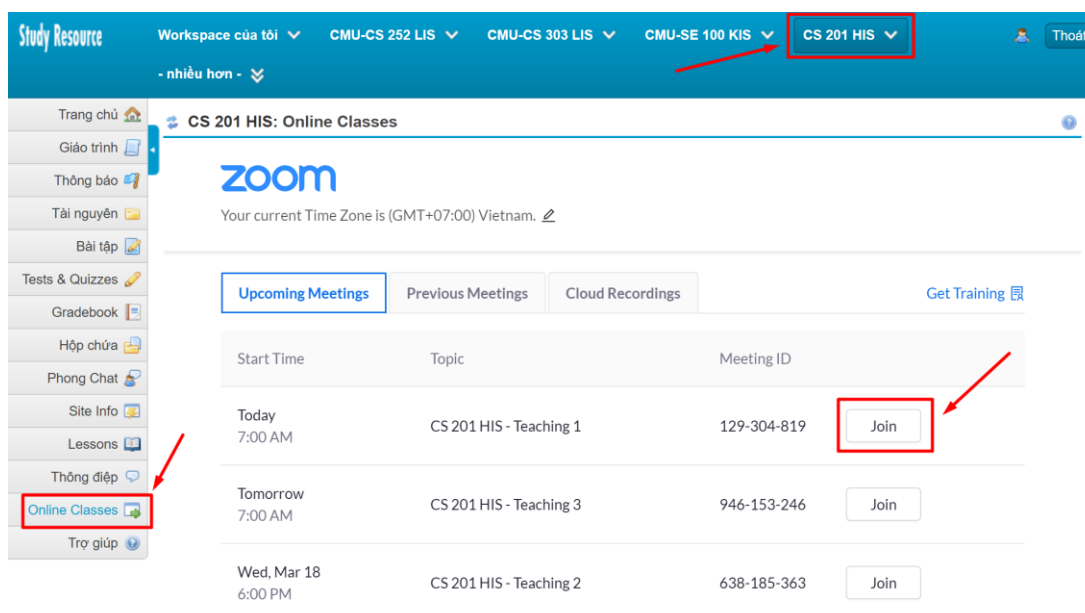 Study Resource
Workspace của tôi
CMU-CS 252 LIS
CMU-CS 303 LIS
CMU-SE 100 KIS
CS 201 HIS
Thoát
- nhiều hơn -
Trang chủ
Giáo trình
Thông báo
Tài nguyên
Bài tập
Tests & Quizzes
Gradebook
Hộp chứa
Phong Chat
Site Info
Lessons
Thông điệp
Online Classes
Trợ giúp
CS 201 HIS: Online Classes
zoom
Your current Time Zone is (GMT+07:00) Vietnam.
Upcoming Meetings
Previous Meetings
Cloud Recordings
Get Training
Start Time Topic Meeting ID
Today
7:00 AM
CS 201 HIS - Teaching 1 129-304-819 Join
Tomorrow
7:00 AM
CS 201 HIS - Teaching 3 946-153-246 Join
Wed, Mar 18
6:00 PM
CS 201 HIS - Teaching 2 638-185-363 Join